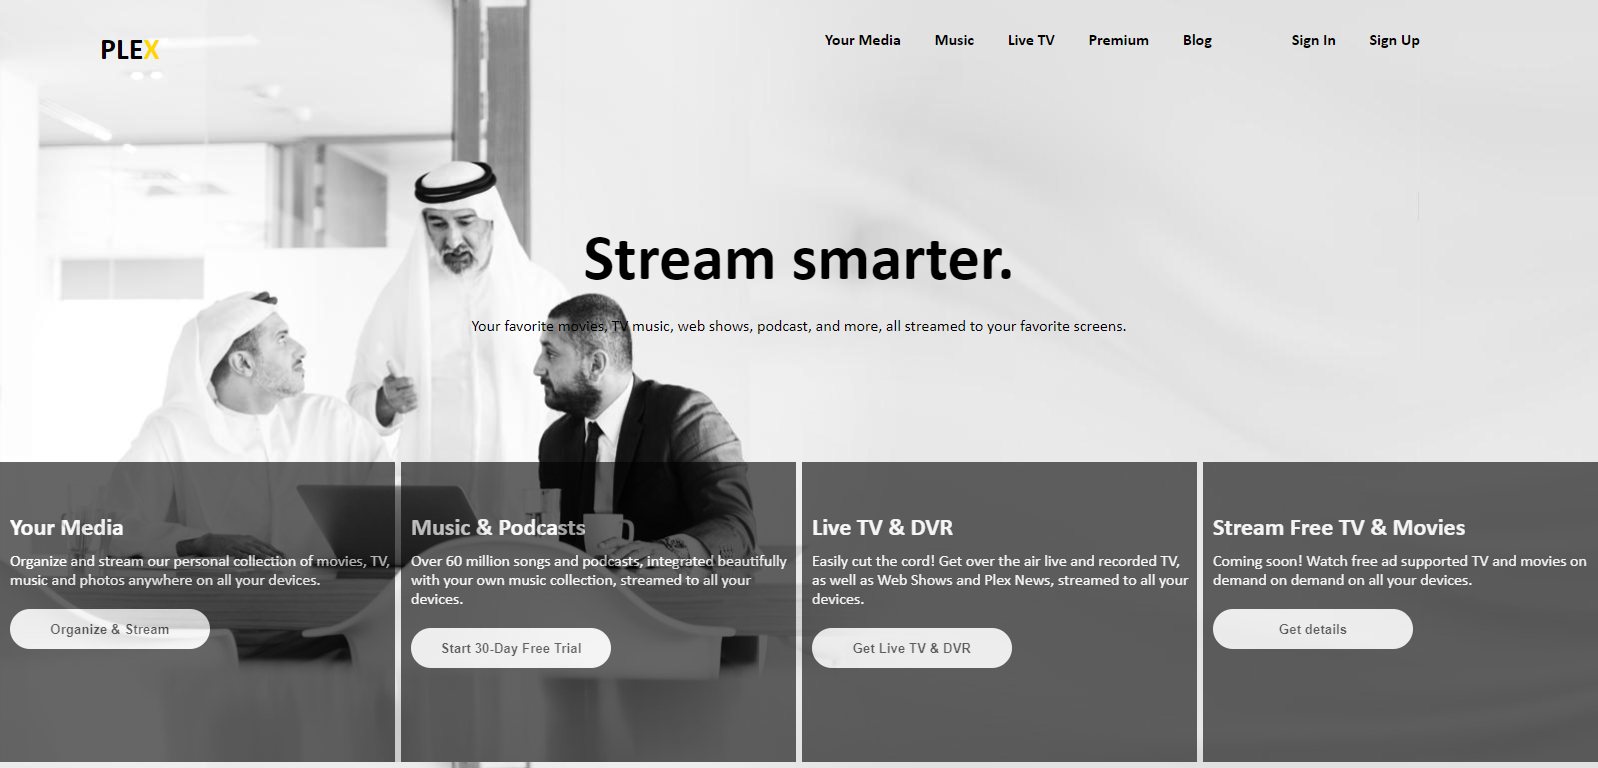 PLEX
Your Media Music Live TV Premium Blog Sign In Sign Up
Stream smarter.
Your favorite movies, TV music, web shows, podcast, and more, all streamed to your favorite screens.
Your Media
Organize and stream our personal collection of movies, TV,
music and photos anywhere on all your devices.
Organize & Stream
Music & Podcasts
Over 60 million songs and podcasts, integrated beautifully
with your own music collection, streamed to all your
devices.
Start 30-Day Free Trial
Live TV & DVR
Easily cut the cord! Get over the air live and recorded TV,
as well as Web Shows and Plex News, streamed to all your
devices.
Get Live TV & DVR
Stream Free TV & Movies
Coming soon! Watch free ad supported TV and movies on
demand on demand on all your devices.
Get details